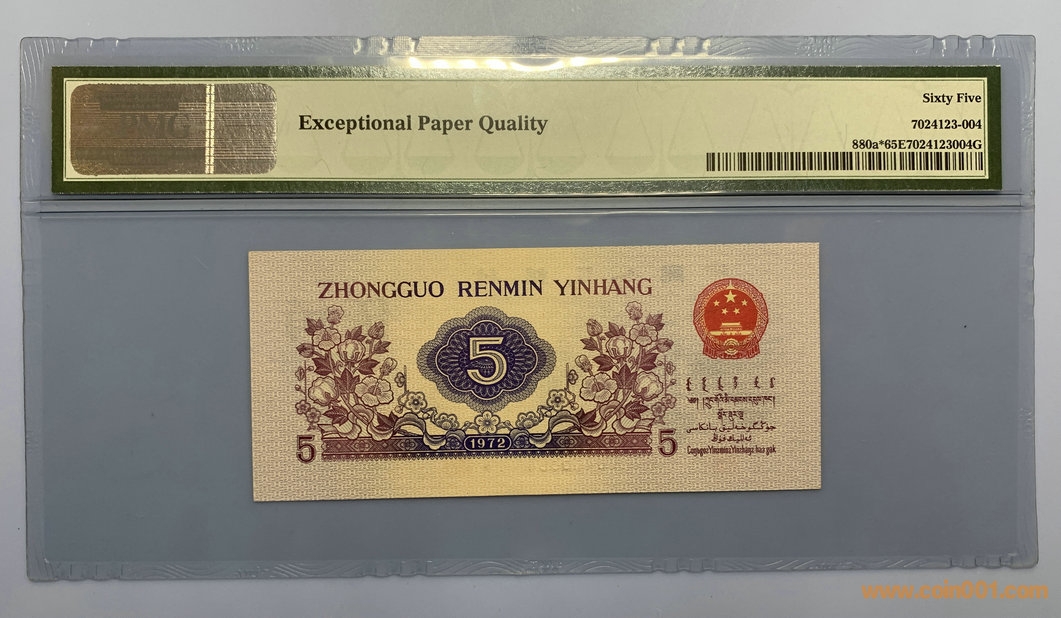 PMG
Exceptional Paper Quality
Sixty Five
7024123-004
880a*65E7024123004G
ZHONGGUO RENMIN YINHANG
5
5
1972
5
www.coin001.com